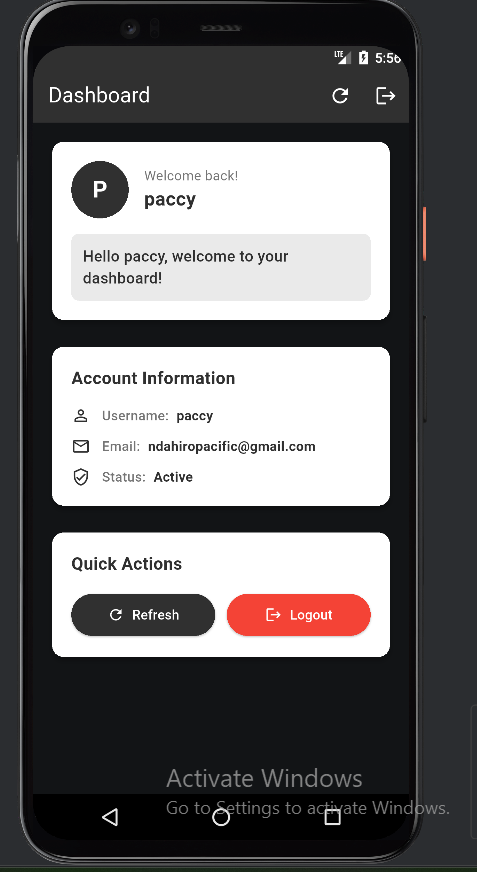 LTE 5:56
Dashboard
P
Welcome back!
paccy
Hello paccy, welcome to your
dashboard!
Account Information
Username: paccy
Email: ndahiropacific@gmail.com
Status: Active
Quick Actions
Refresh
Logout
Activate Windows
Go to Settings to activate Windows.